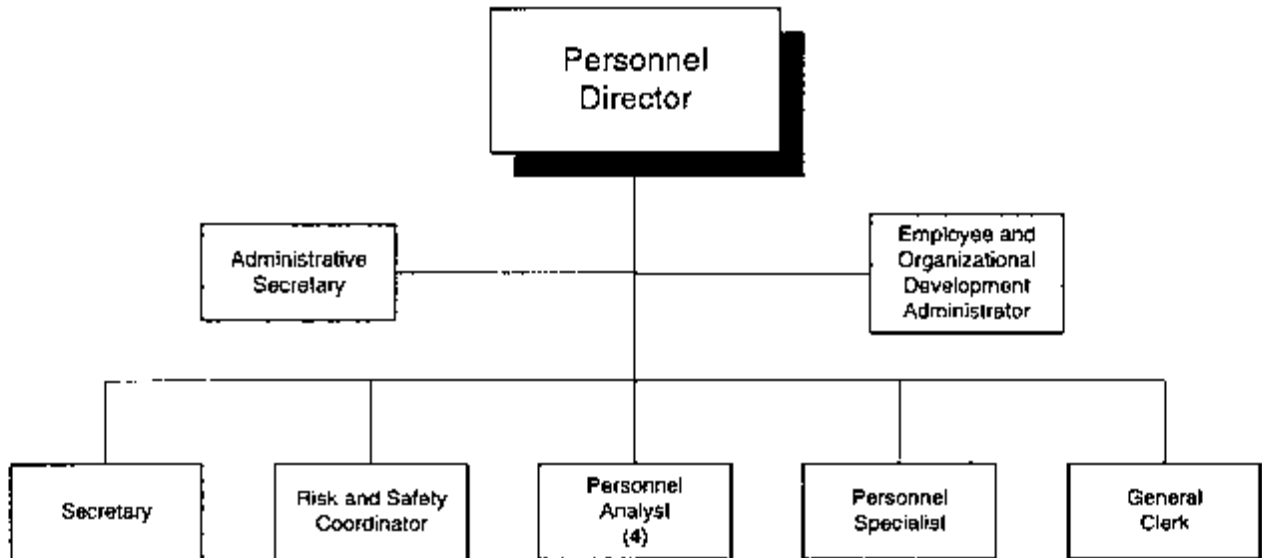 Personnel
Director
Administrative
Secretary
Employee and
Organizational
Development
Administrator
Secretary
Risk and Safety
Coordinator
Personnel
Analyst
(4)
Personnel
Specialist
General
Clerk